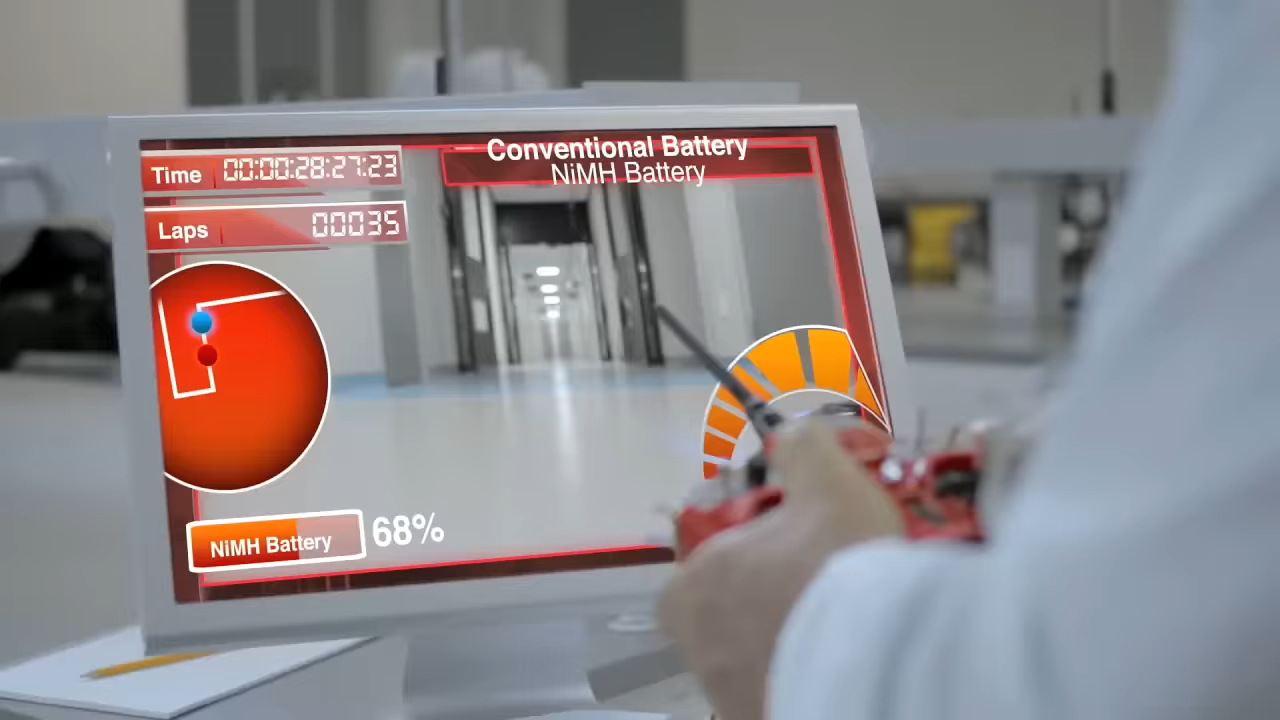 Conventional Battery
NiMH Battery
Time 00:00:28:27:23
Laps 00035
NiMH Battery 68%